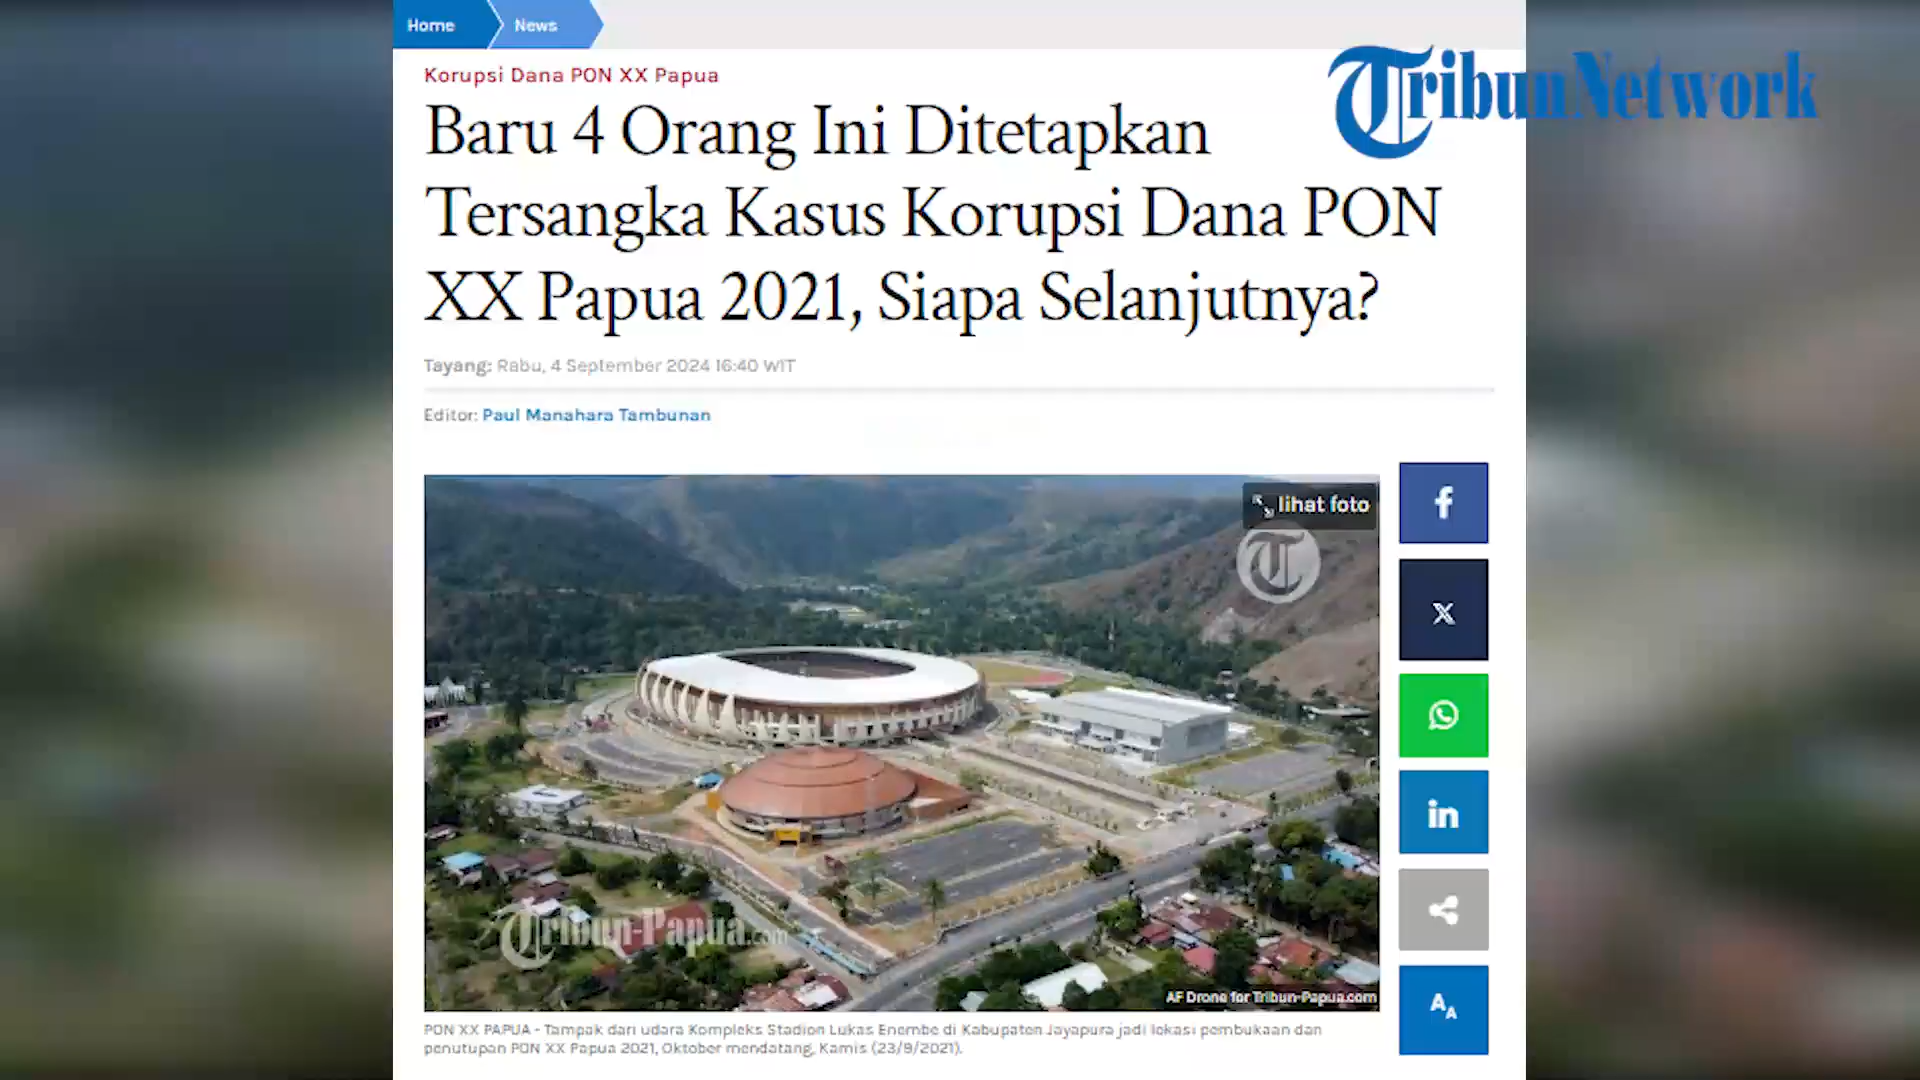 Home
News
TribunNetwork
Korupsi Dana PON XX Papua
Baru 4 Orang Ini Ditetapkan
Tersangka Kasus Korupsi Dana PON
XX Papua 2021, Siapa Selanjutnya?
Tayang: Rabu, 4 September 2024 16:40 WIT
Editor: Paul Manahara Tambunan
lihat foto
T
f
X
in
Tribun-Papua.com
AF Drone for Tribun-Papua.com
AA
PON XX PAPUA - Tampak dari udara Kompleks Stadion Lukas Enembe di Kabupaten Jayapura jadi lokasi pembukaan dan
penutupan PON XX Papua 2021, Oktober mendatang, Kamis (23/9/2021).